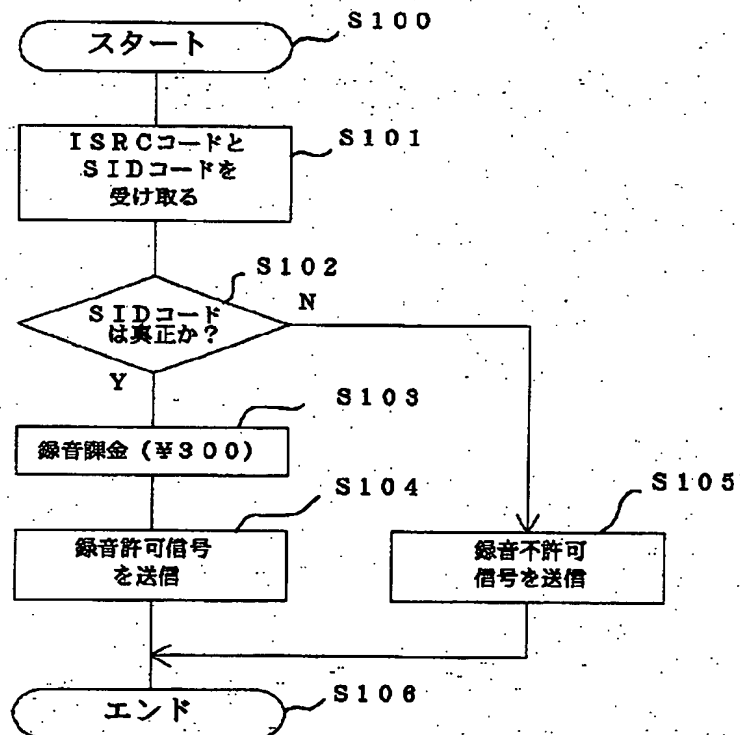 S100
スタート
S101
ISRCコードと
SIDコードを
受け取る
S102
SIDコード
は真正か?
N
Y
S103
録音課金(¥300)
S104
録音許可信号
を送信
S105
録音不許可
信号を送信
S106
エンド